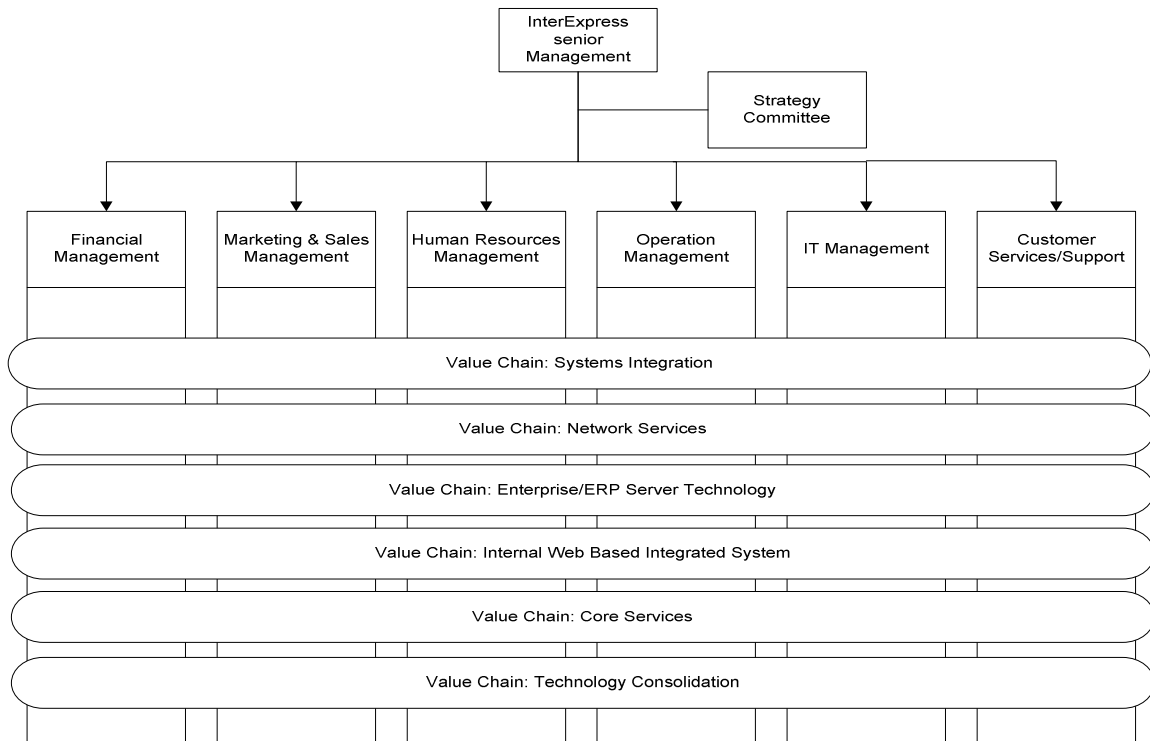 InterExpress
senior
Management
Strategy
Committee
Financial
Management
Marketing & Sales
Management
Human Resources
Management
Operation
Management
IT Management
Customer
Services/Support
Value Chain: Systems Integration
Value Chain: Network Services
Value Chain: Enterprise/ERP Server Technology
Value Chain: Internal Web Based Integrated System
Value Chain: Core Services
Value Chain: Technology Consolidation